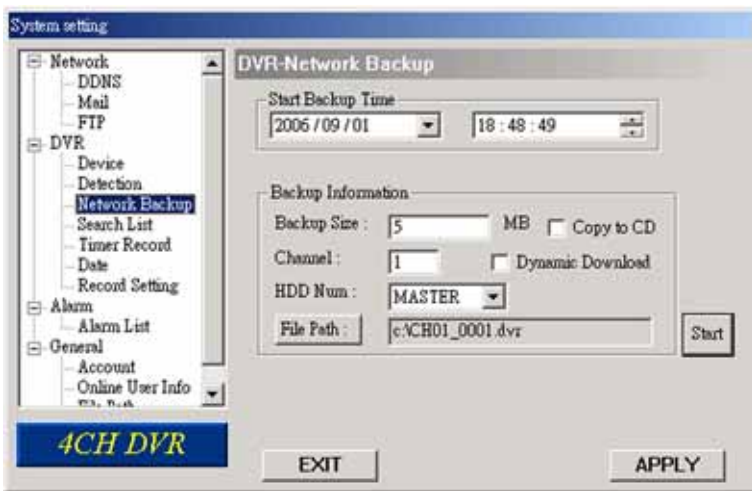 System setting
Network
DDNS
Mail
FTP
DVR
Device
Detection
Network Backup
Search List
Timer Record
Date
Record Setting
Alarm
Alarm List
General
Account
Online User Info
File Path
4CH DVR
DVR-Network Backup
Start Backup Time
2006 / 09 / 01
18 : 48 : 49
Backup Information
Backup Size : 5 MB Copy to CD
Channel : 1 Dynamic Download
HDD Num : MASTER
File Path : c:\CH01_0001.dvr
Start
EXIT APPLY